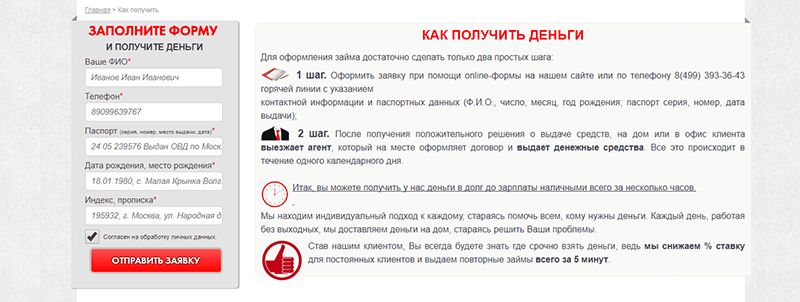 Главная > Как получить
ЗАПОЛНИТЕ ФОРМУ
И ПОЛУЧИТЕ ДЕНЬГИ
Ваше ФИО*
Иванов Иван Иванович
Телефон*
89099639767
Паспорт (серия, номер, место выдачи, дата)*
24 05 239576 Выдан ОВД по Моск
Дата рождения, место рождения*
18.01.1980, с. Малая Крынка Волг
Индекс, прописка*
195932, г. Москва, ул. Народная д
Согласен на обработку личных данных:
ОТПРАВИТЬ ЗАЯВКУ
КАК ПОЛУЧИТЬ ДЕНЬГИ
Для оформления займа достаточно сделать только два простых шага:
1 шаг. Оформить заявку при помощи online-формы на нашем сайте или по телефону 8(499) 393-36-43
горячей линии с указанием
контактной информации и паспортных данных (Ф.И.О., число, месяц, год рождения; паспорт серия, номер, дата
выдачи);
2 шаг. После получения положительного решения о выдаче средств, на дом или в офис клиента
выезжает агент, который на месте оформляет договор и выдает денежные средства. Все это происходит в
течение одного календарного дня.
Итак, вы можете получить у нас деньги в долг до зарплаты наличными всего за несколько часов.
Мы находим индивидуальный подход к каждому, стараясь помочь всем, кому нужны деньги. Каждый день, работая
без выходных, мы доставляем деньги на дом, стараясь решить Ваши проблемы.
Став нашим клиентом, Вы всегда будете знать где срочно взять деньги, ведь мы снижаем % ставку
для постоянных клиентов и выдаем повторные займы всего за 5 минут.